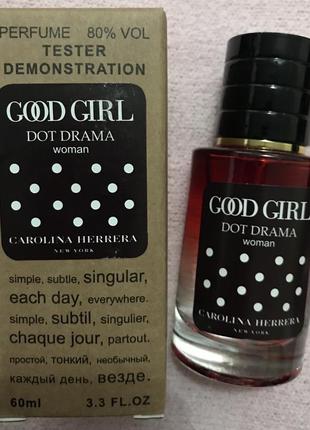 PERFUME 80% VOL
TESTER
DEMONSTRATION
GOOD GIRL
DOT DRAMA
woman
CAROLINA HERRERA
NEW YORK
simple, subtle, singular,
each day, everywhere.
simple, subtil, singulier,
chaque jour, partout.
простой, тонкий, необычный,
каждый день, везде.
60ml 3.3 FL.OZ
GOOD GIRL
DOT DRAMA
woman
CAROLINA HERRERA
NEW YORK